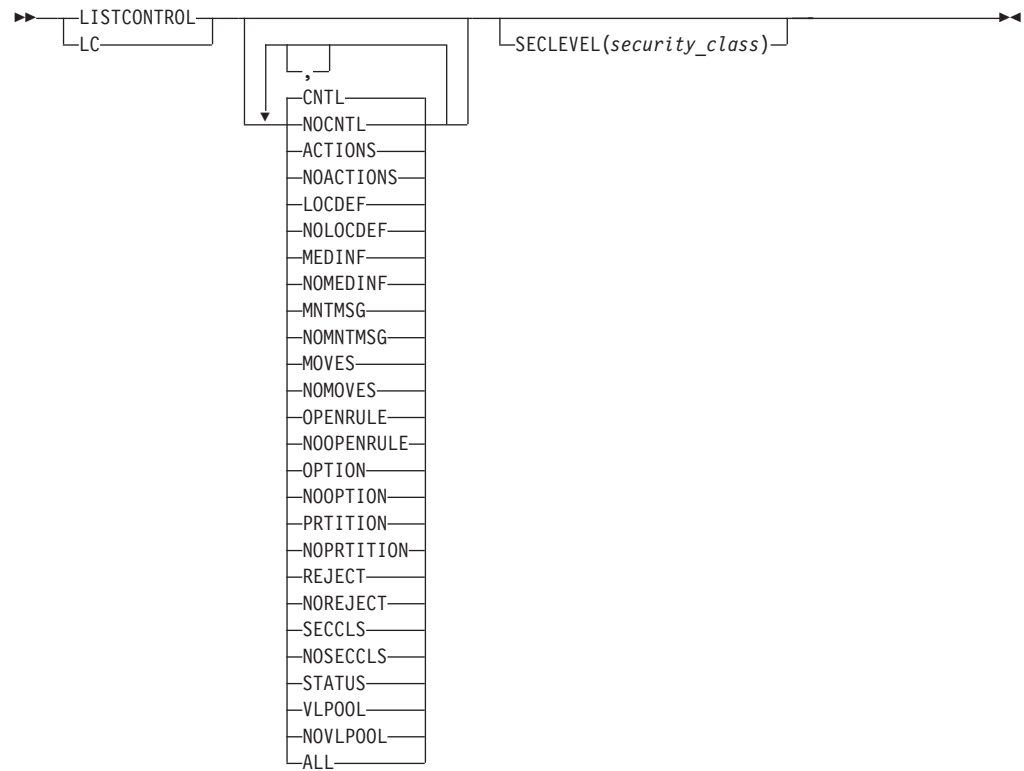 LISTCONTROL
LC
SECLEVEL(security_class)
,
CNTL
NOCNTL
ACTIONS
NOACTIONS
LOCDEF
NOLOCDEF
MEDINF
NOMEDINF
MNTMSG
NOMNTMSG
MOVES
NOMOVES
OPENRULE
NOOPENRULE
OPTION
NOOPTION
PRTITION
NOPRTITION
REJECT
NOREJECT
SECCLS
NOSECCLS
STATUS
VLPOOL
NOVLPOOL
ALL